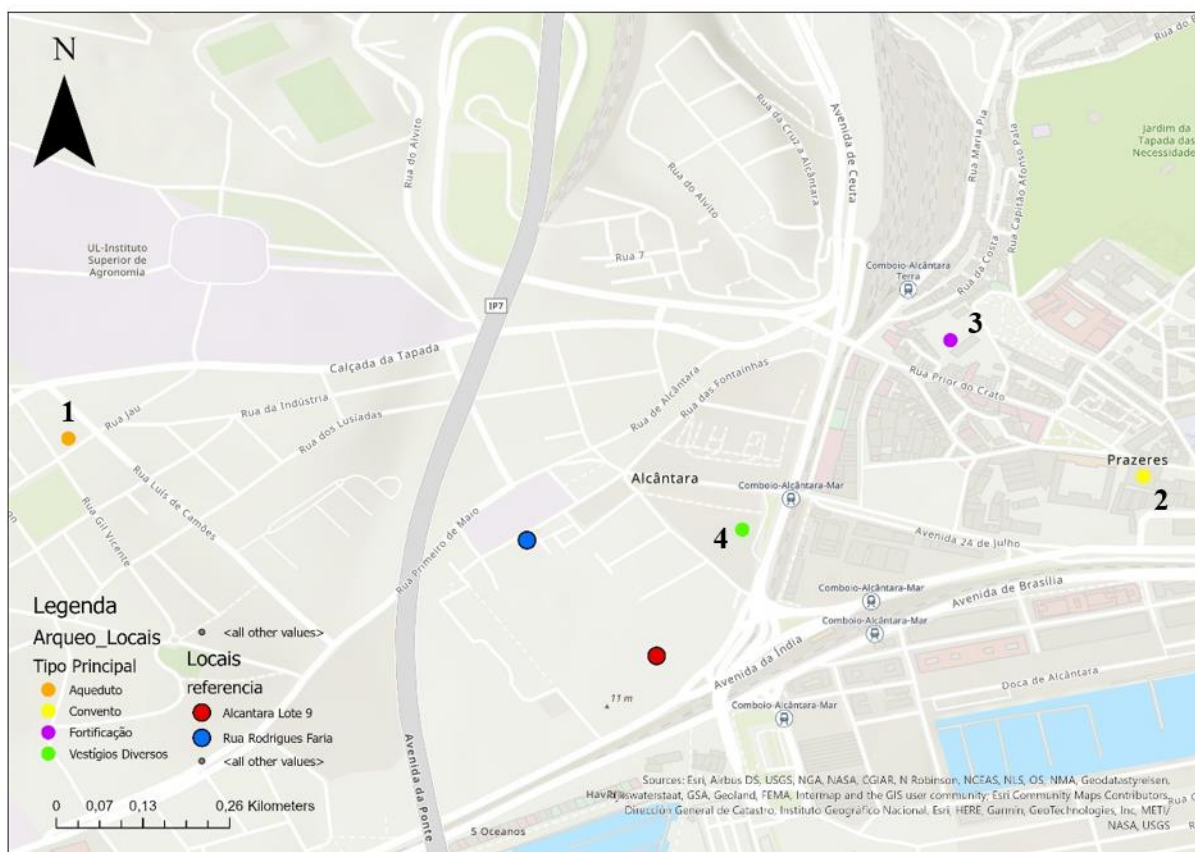 N
Rua do Alvito
Avenida de Ceuta
Rua da Cruz a Alcântara
Rua do Alvito
Rua Maria Pia
Rua Capitão Afonso Pala
Jardim da
Tapada das
Necessidade
UL-Instituto
Superior de
Agronomia
Rua 7
Comboio-Alcântara
Terra
Rua da Costa
IP7
3
Calçada da Tapada
Rua Prior do Crato
Rua de Alcântara
Rua das Fontainhas
1
Rua Jau
Rua da Indústria
Rua dos Lusíadas
Rua Luís de Camões
Rua Gil Vicente
Alcântara
Prazeres
Comboio-Alcântara-Mar
2
4
Avenida 24 de Julho
Rua Primeiro de Maio
Comboio-Alcântara-Mar
Avenida de Brasília
Comboio-Alcântara-Mar
Avenida da Índia
Doca de Alcântara
11 m
Comboio-Alcântara-Mar
Avenida da Ponte
5 Oceanos
Legenda
Arqueo_Locais
Tipo Principal
Aqueduto
Convento
Fortificação
Vestígios Diversos
<all other values>
Locais
referencia
Alcantara Lote 9
Rua Rodrigues Faria
<all other values>
0 0,07 0,13 0,26 Kilometers
Sources: Esri, Airbus DS, USGS, NGA, NASA, CGIAR, N Robinson, NCEAS, NLS, OS, NMA, Geodatastyrelsen,
GSA, Geoland, FEMA, Intermap and the GIS user community; Esri Community Maps Contributors,
Dirección General de Catastro, Instituto Geográfico Nacional, Esri, HERE, Garmin, GeoTechnologies, Inc, METI/
NASA, USGS